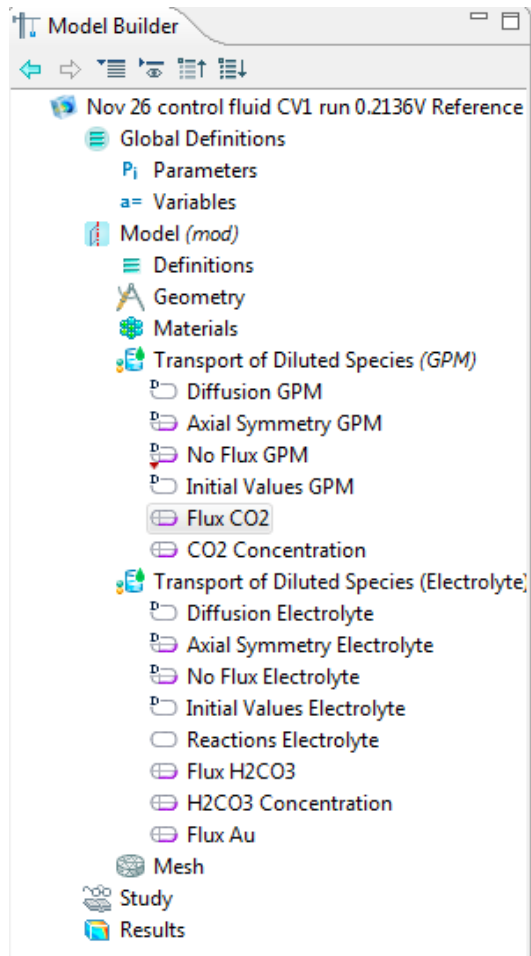 Model Builder
Nov 26 control fluid CV1 run 0.2136V Reference
Global Definitions
Pi Parameters
a= Variables
Model (mod)
Definitions
Geometry
Materials
Transport of Diluted Species (GPM)
D Diffusion GPM
D Axial Symmetry GPM
D No Flux GPM
D Initial Values GPM
Flux CO2
CO2 Concentration
Transport of Diluted Species (Electrolyte)
D Diffusion Electrolyte
D Axial Symmetry Electrolyte
D No Flux Electrolyte
D Initial Values Electrolyte
Reactions Electrolyte
Flux H2CO3
H2CO3 Concentration
Flux Au
Mesh
Study
Results